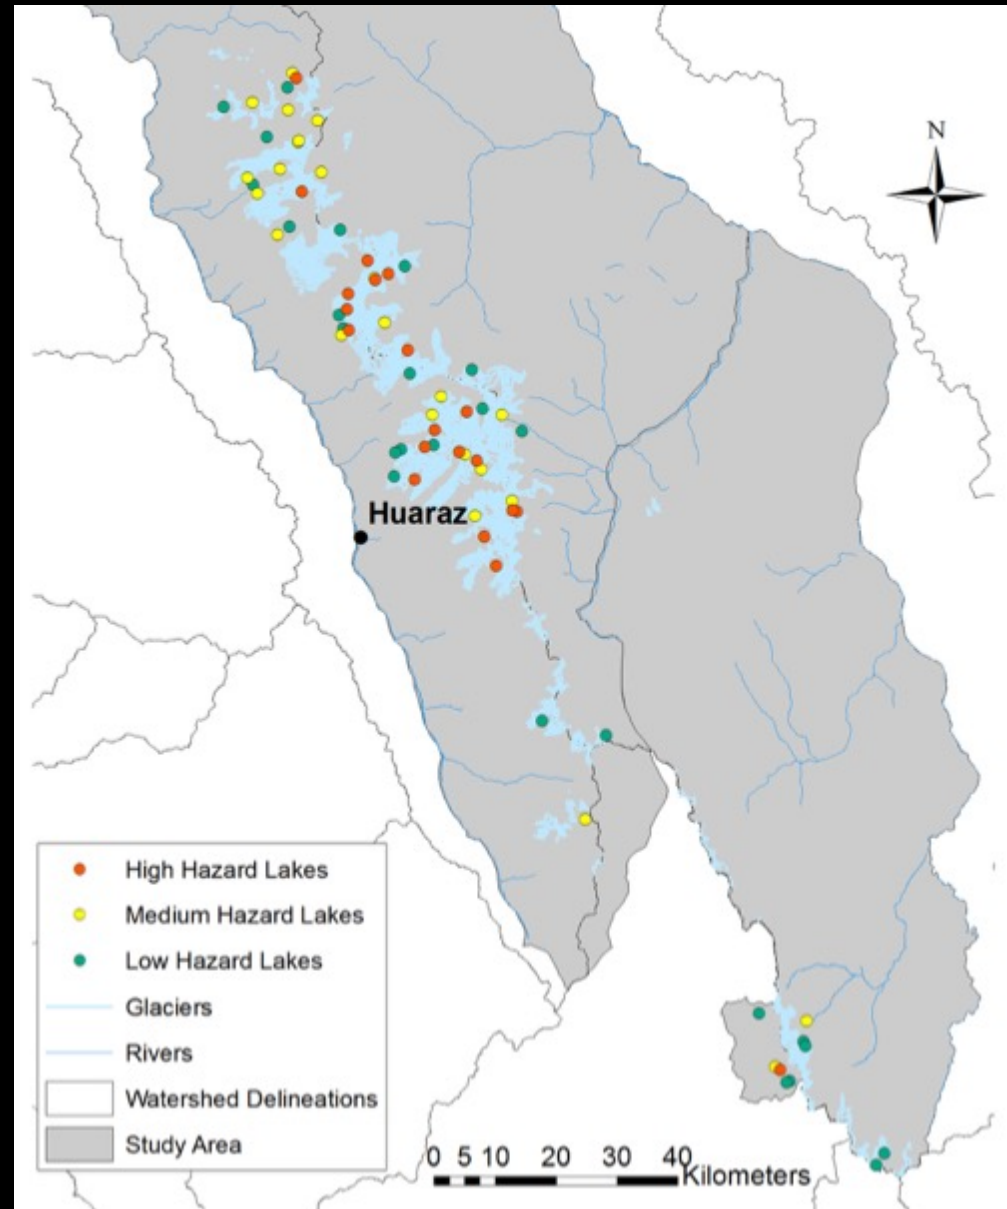 N
Huaraz
High Hazard Lakes
Medium Hazard Lakes
Low Hazard Lakes
Glaciers
Rivers
Watershed Delineations
Study Area
0 5 10 20 30 40
Kilometers